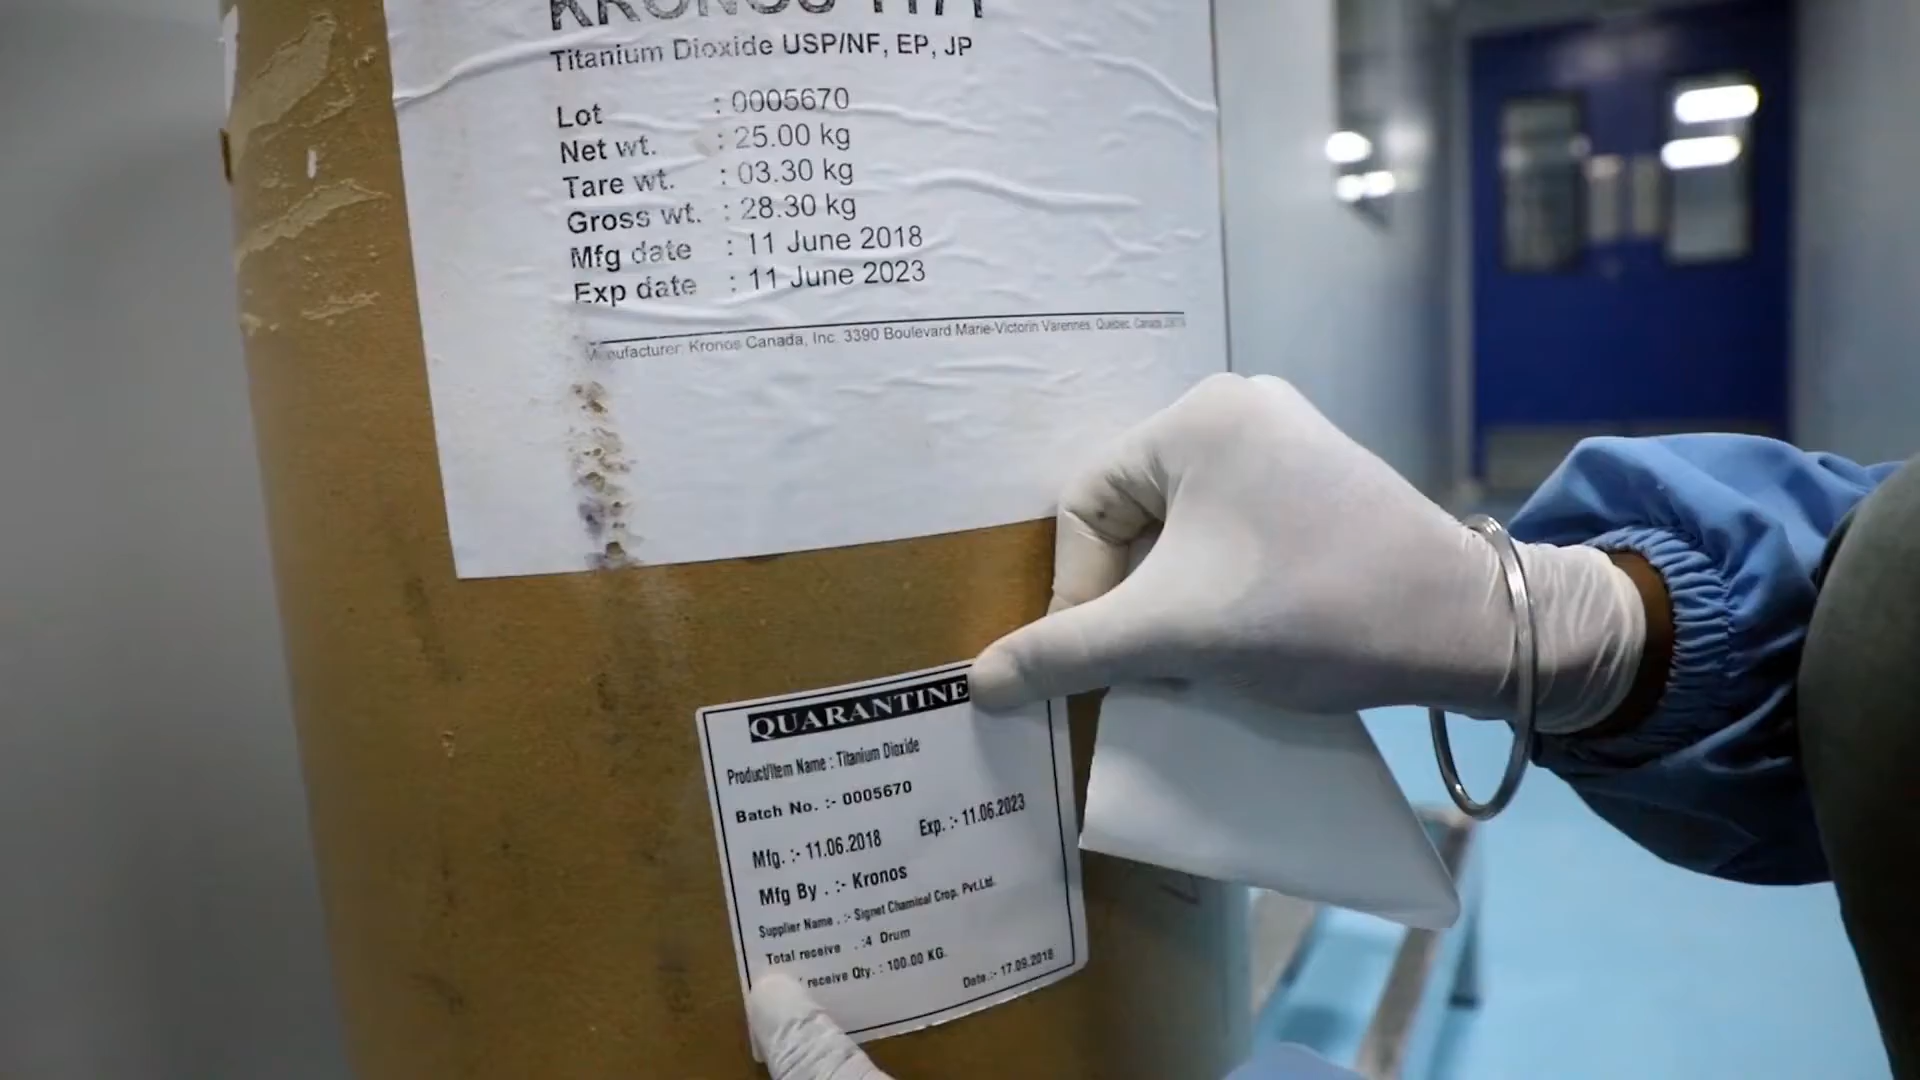 KRONOS 1171
Titanium Dioxide USP/NF, EP, JP
Lot : 0005670
Net wt. : 25.00 kg
Tare wt. : 03.30 kg
Gross wt. : 28.30 kg
Mfg date : 11 June 2018
Exp date : 11 June 2023
Manufacturer: Kronos Canada, Inc. 3390 Boulevard Marie-Victorin Varennes, Quebec, Canada
QUARANTINE
Product/Item Name : Titanium Dioxide
Batch No. :- 0005670
Mfg. :- 11.06.2018 Exp. :- 11.06.2023
Mfg By . :- Kronos
Supplier Name . :- Signet Chemical Crop. Pvt.Ltd.
Total receive . :4 Drum
receive Qty. : 100.00 KG.
Date.:- 17.09.2018